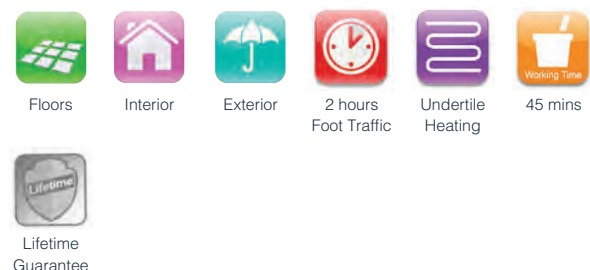 Working Time
Floors
Interior
Exterior
2 hours
Foot Traffic
Undertile
Heating
45 mins
Lifetime
Lifetime
Guarantee